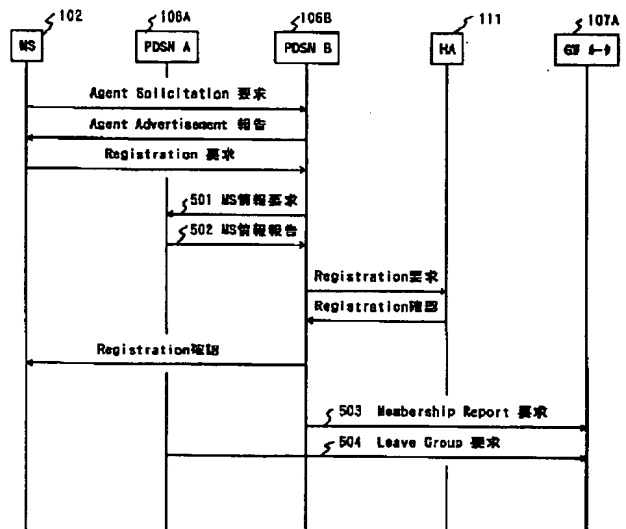 102 106A 106B 111 107A
MS PDSN A PDSN B HA GW ルータ
Agent Solicitation 要求
Agent Advertisement 報告
Registration 要求
501 MS情報要求
502 MS情報報告
Registration要求
Registration確認
Registration確認
503 Membership Report 要求
504 Leave Group 要求